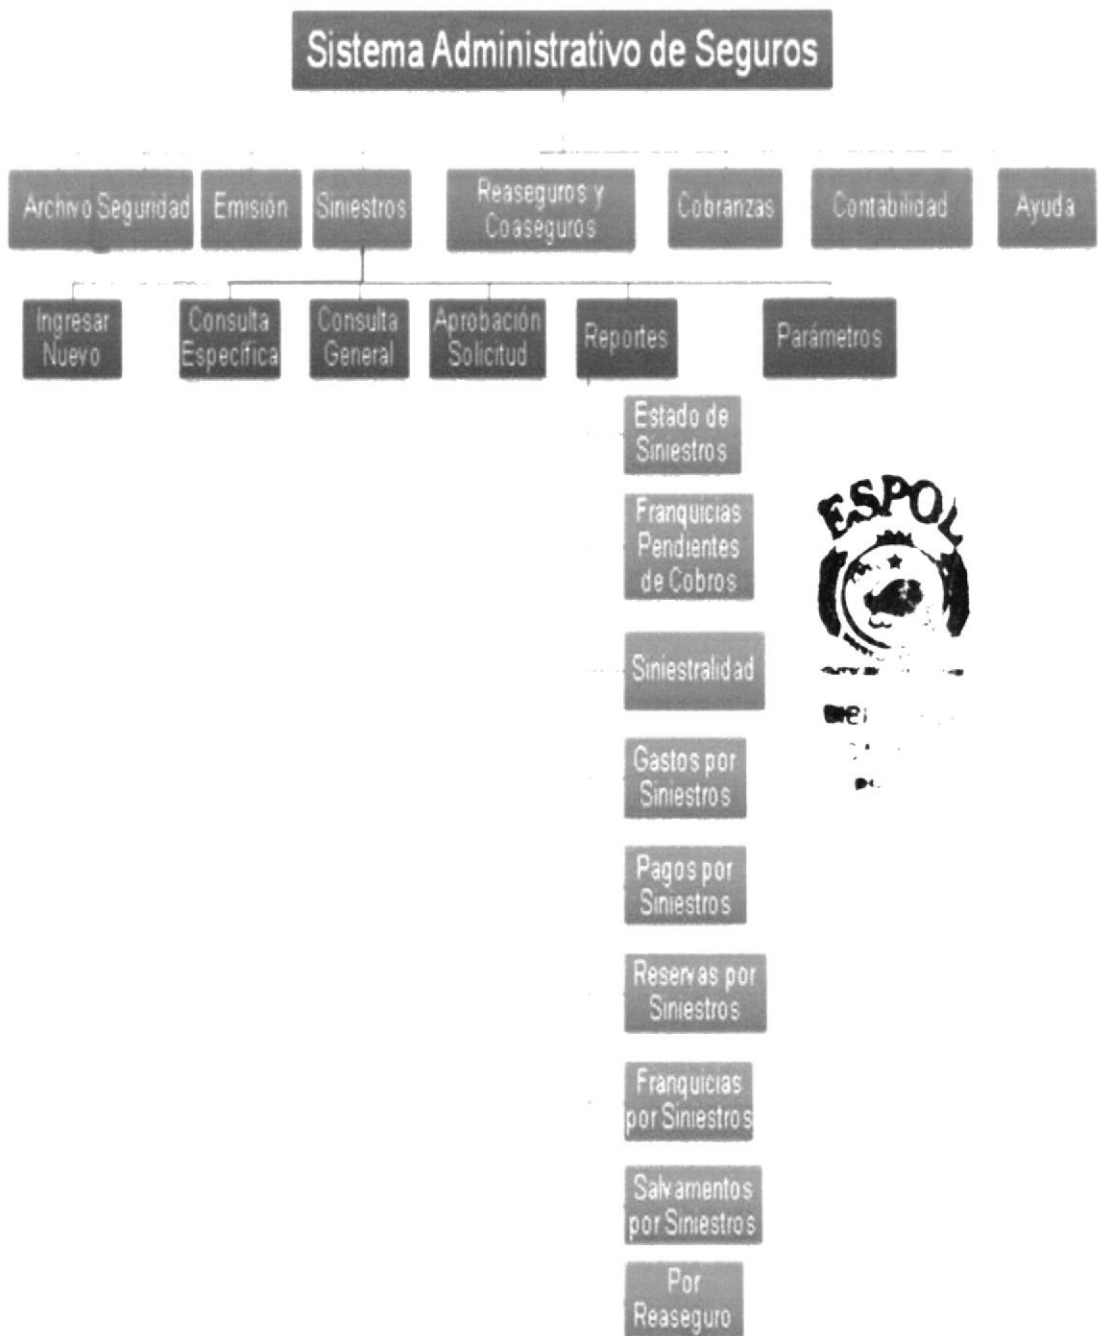 Sistema Administrativo de Seguros
Archivo
Seguridad
Emisión
Siniestros
Reaseguros y
Coaseguros
Cobranzas
Contabilidad
Ayuda
Ingresar
Nuevo
Consulta
Específica
Consulta
General
Aprobación
Solicitud
Reportes
Parámetros
Estado de
Siniestros
Franquicias
Pendientes
de Cobros
Siniestralidad
Gastos por
Siniestros
Pagos por
Siniestros
Reservas por
Siniestros
Franquicias
por Siniestros
Salvamentos
por Siniestros
Por
Reaseguro
ESPOL